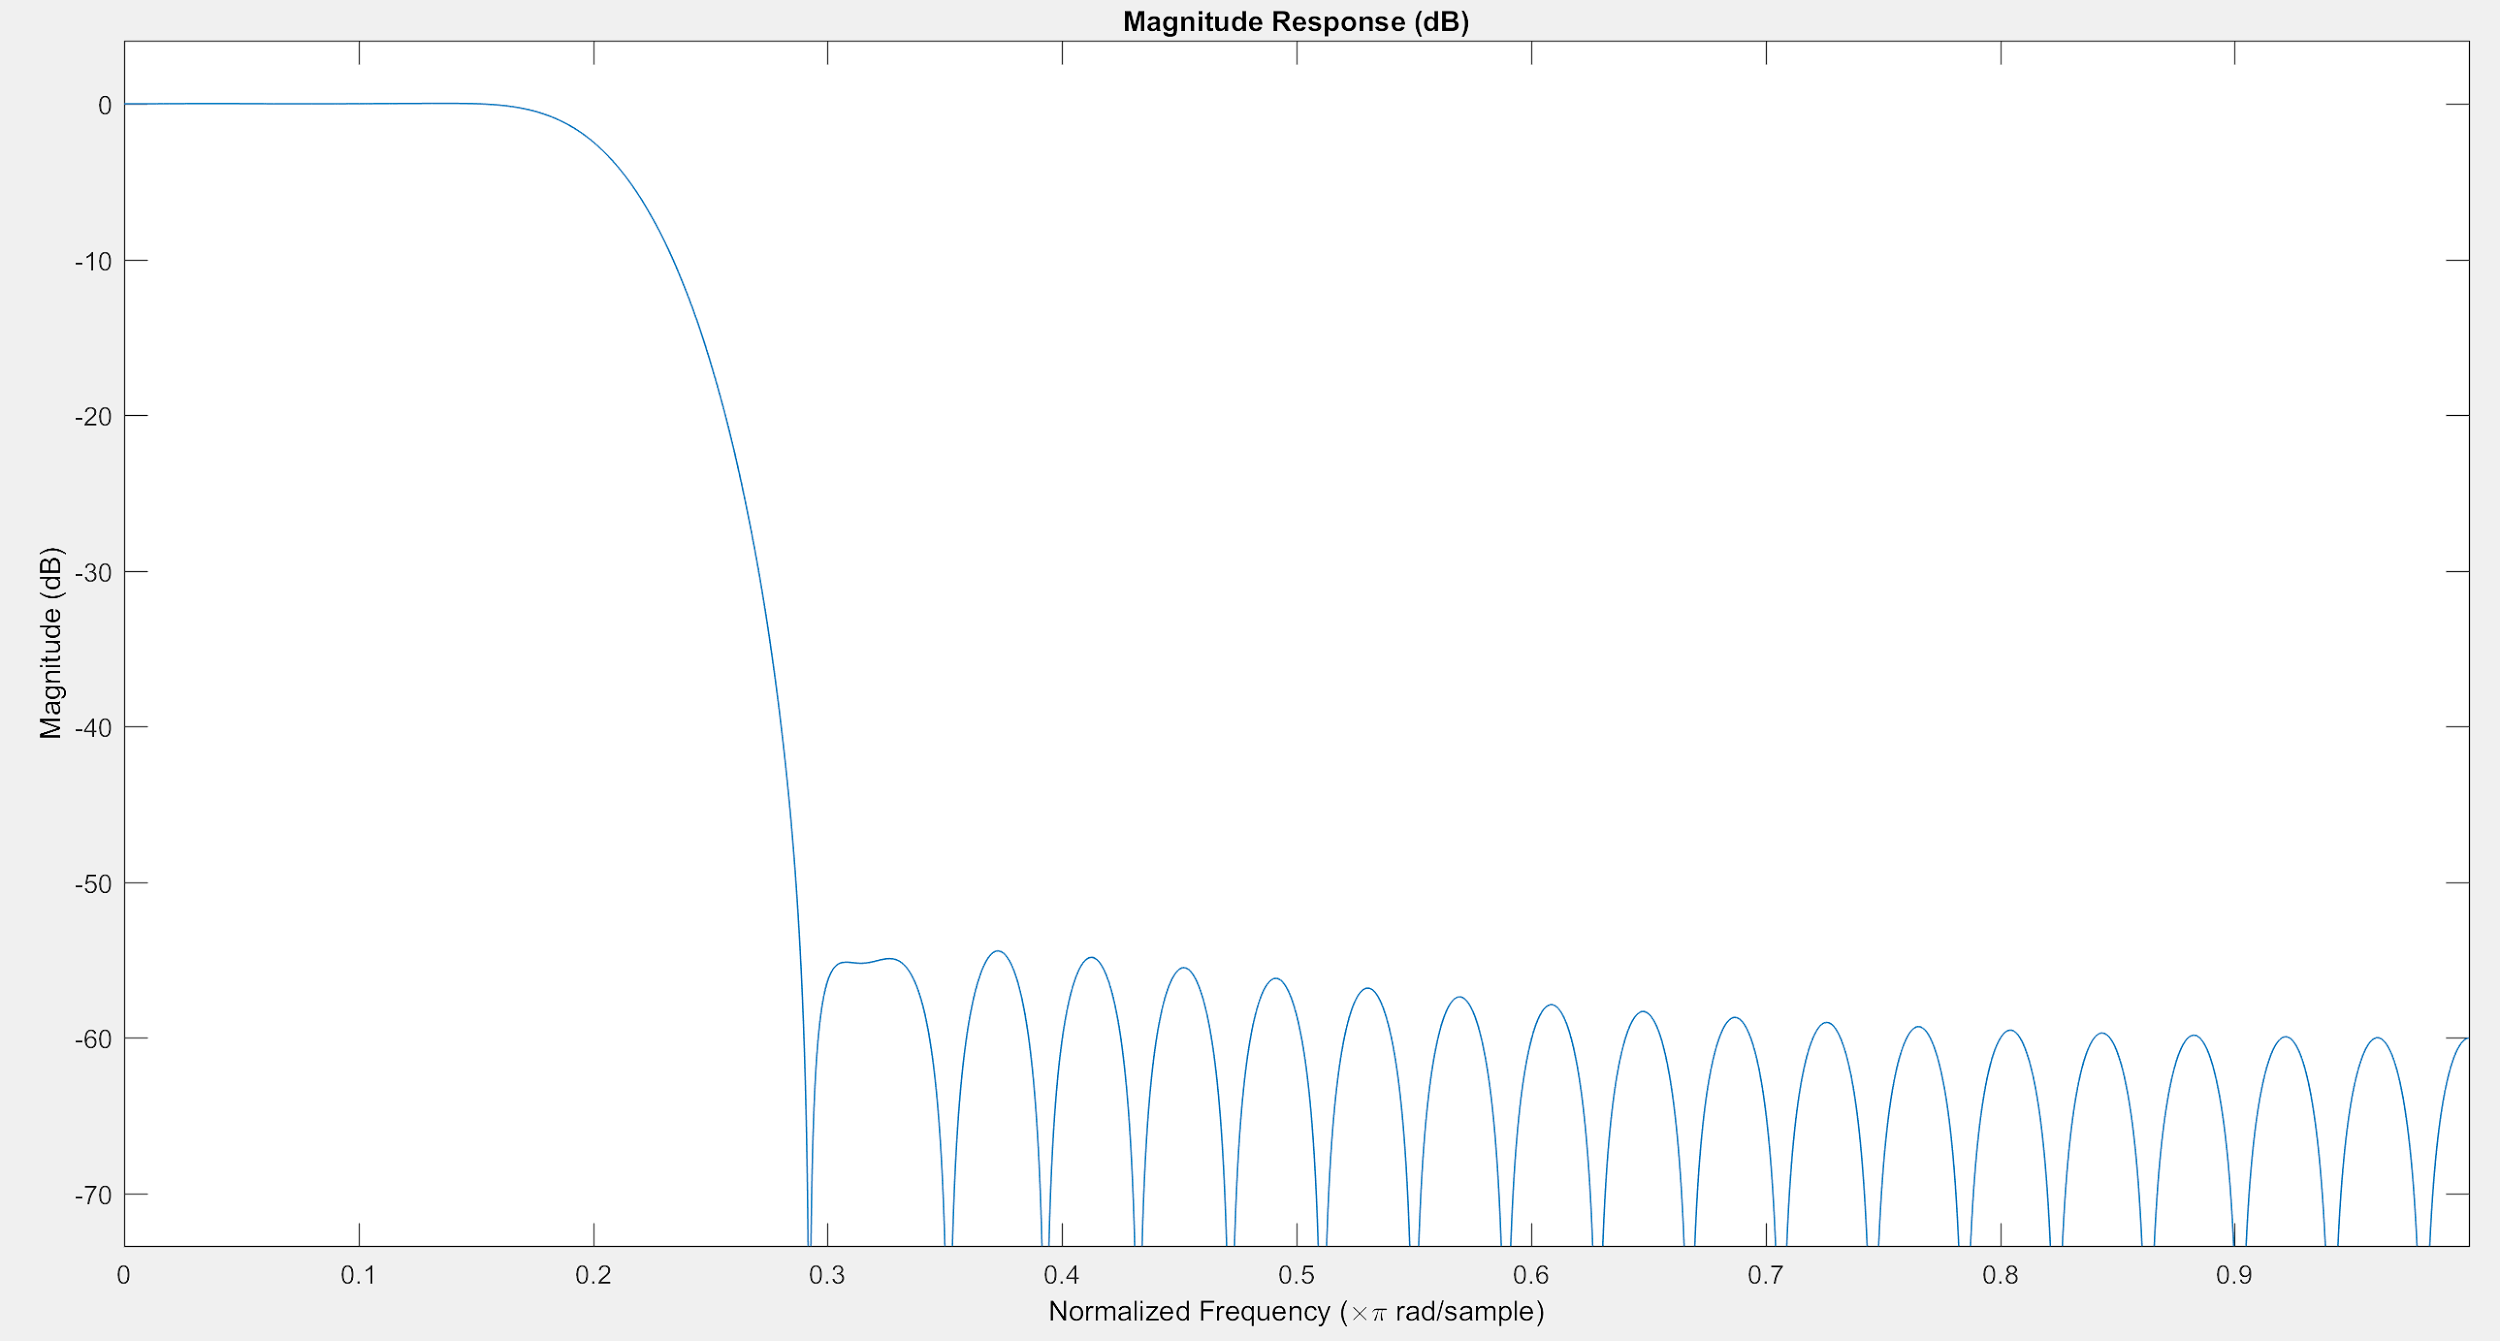 Magnitude Response (dB)
0
-10
-20
-30
-40
-50
-60
-70
Magnitude (dB)
0 0.1 0.2 0.3 0.4 0.5 0.6 0.7 0.8 0.9
Normalized Frequency (×π rad/sample)